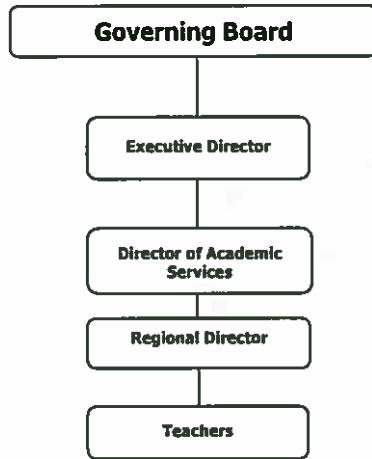 Governing Board
Executive Director
Director of Academic
Services
Regional Director
Teachers